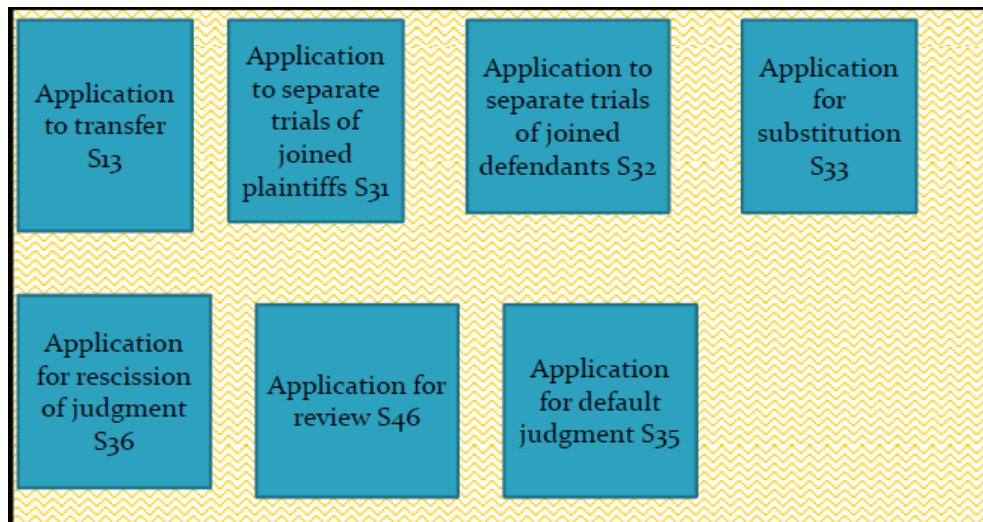 Application
to transfer
S13
Application
to separate
trials of
joined
plaintiffs S31
Application to
separate trials
of joined
defendants S32
Application
for
substitution
S33
Application
for rescission
of judgment
S36
Application for
review S46
Application
for default
judgment S35